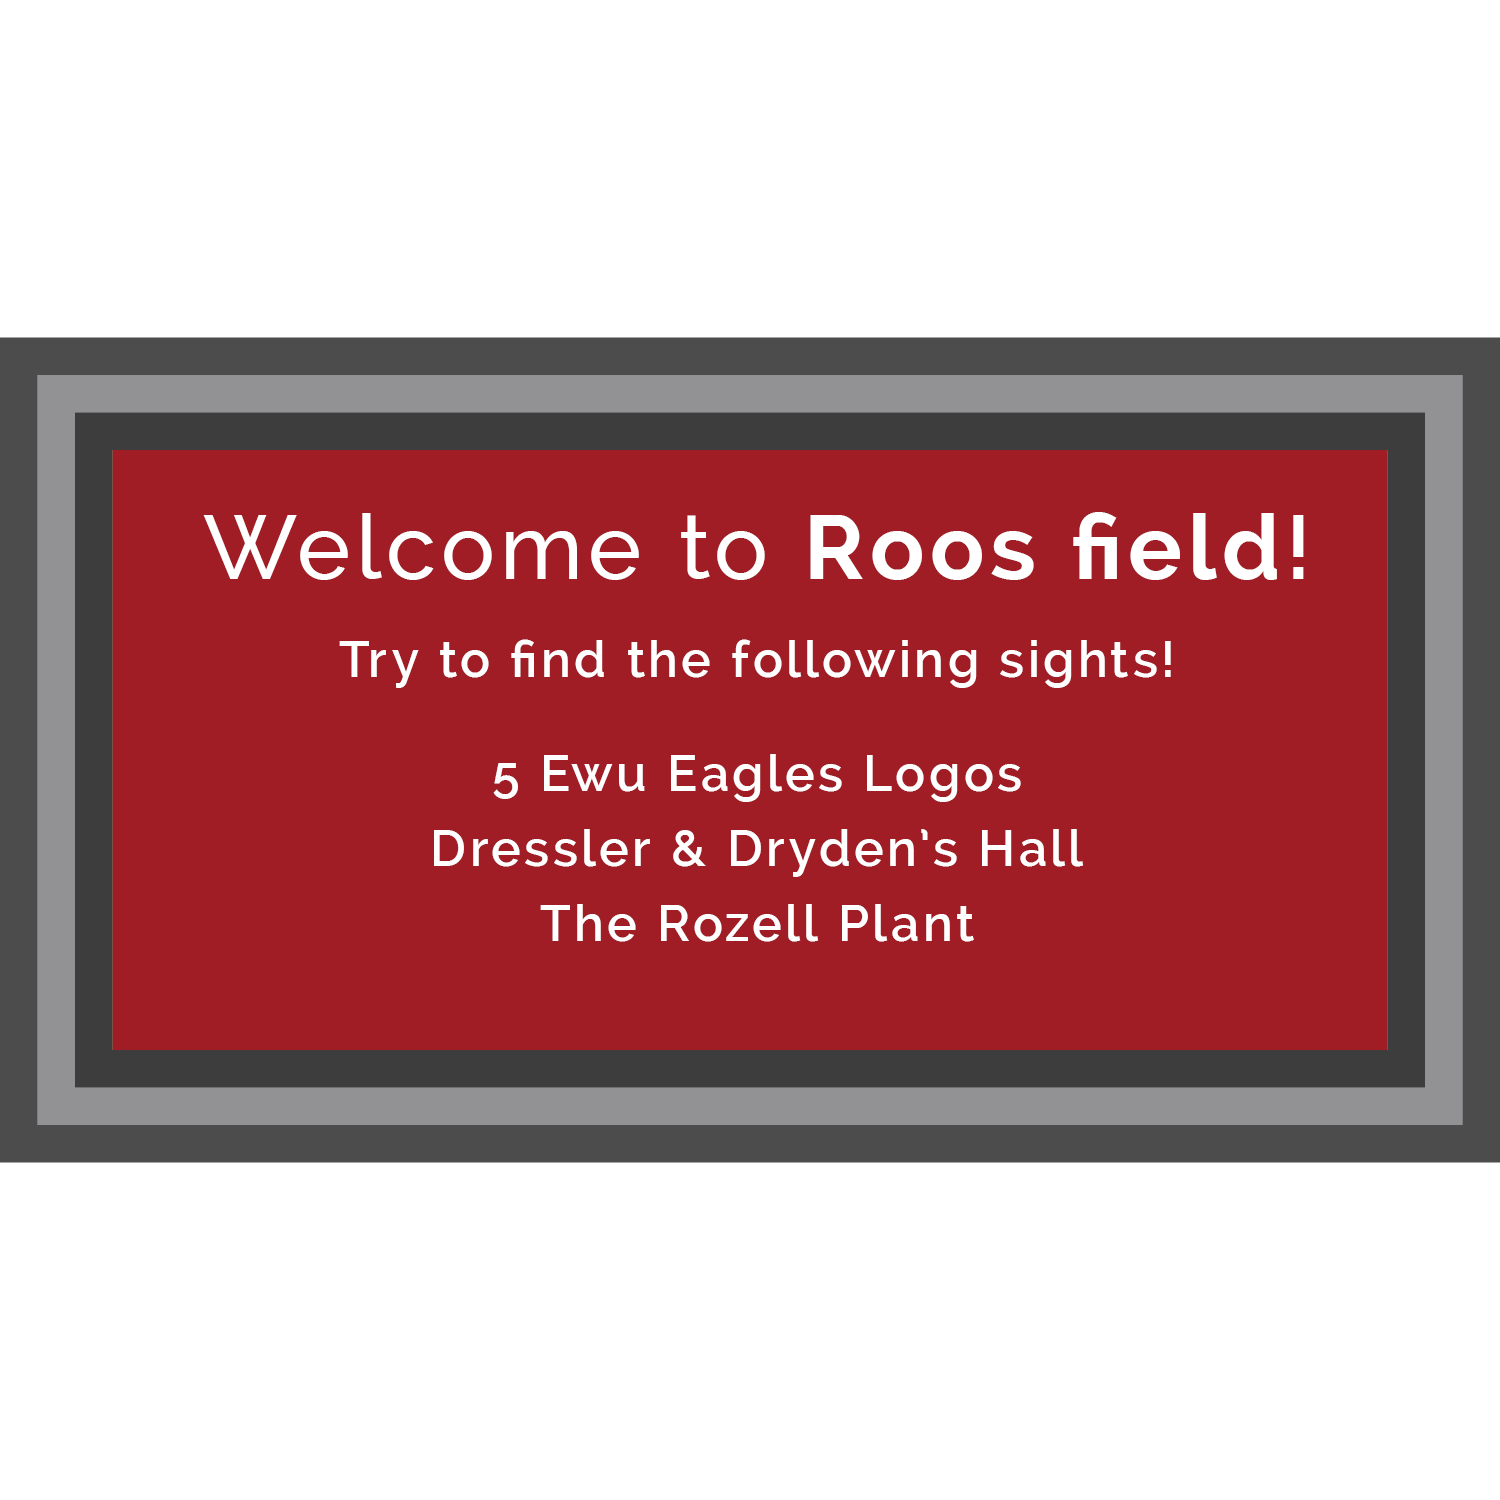 Welcome to Roos field!
Try to find the following sights!
5 Ewu Eagles Logos
Dressler & Dryden's Hall
The Rozell Plant